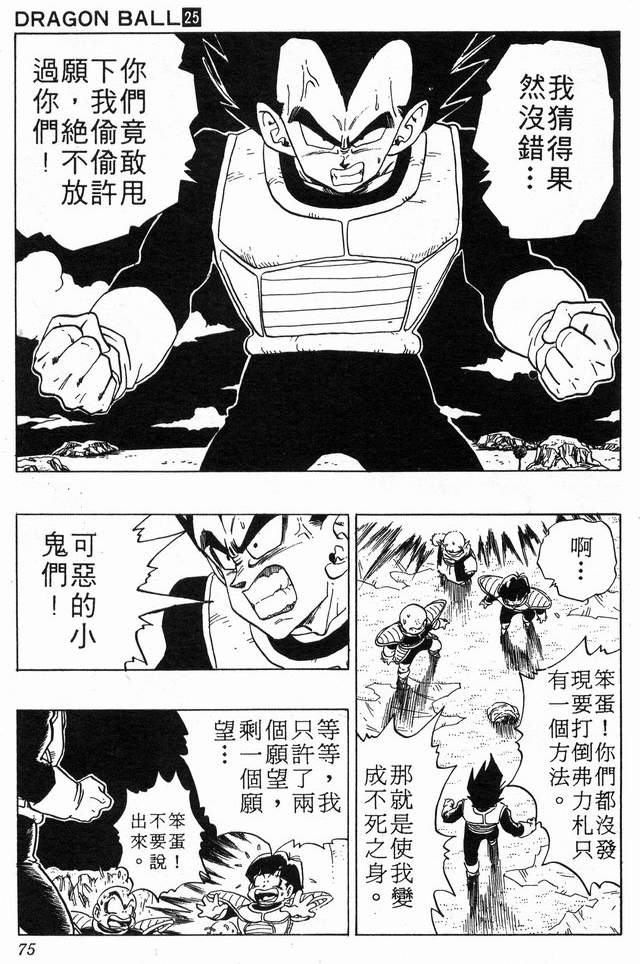 DRAGON BALL 25
我猜得果
然沒錯…
你們竟敢甩
下我偷偷許
願，絕不放
過你們！
啊…
笨蛋！你們都沒發
現要打倒弗力札只
有一個方法。
那就是使我變
成不死之身。
可惡的小
鬼們！
等等，我
只許了兩
個願望，
剩一個願
望…
笨蛋！
不要說
出來。
75